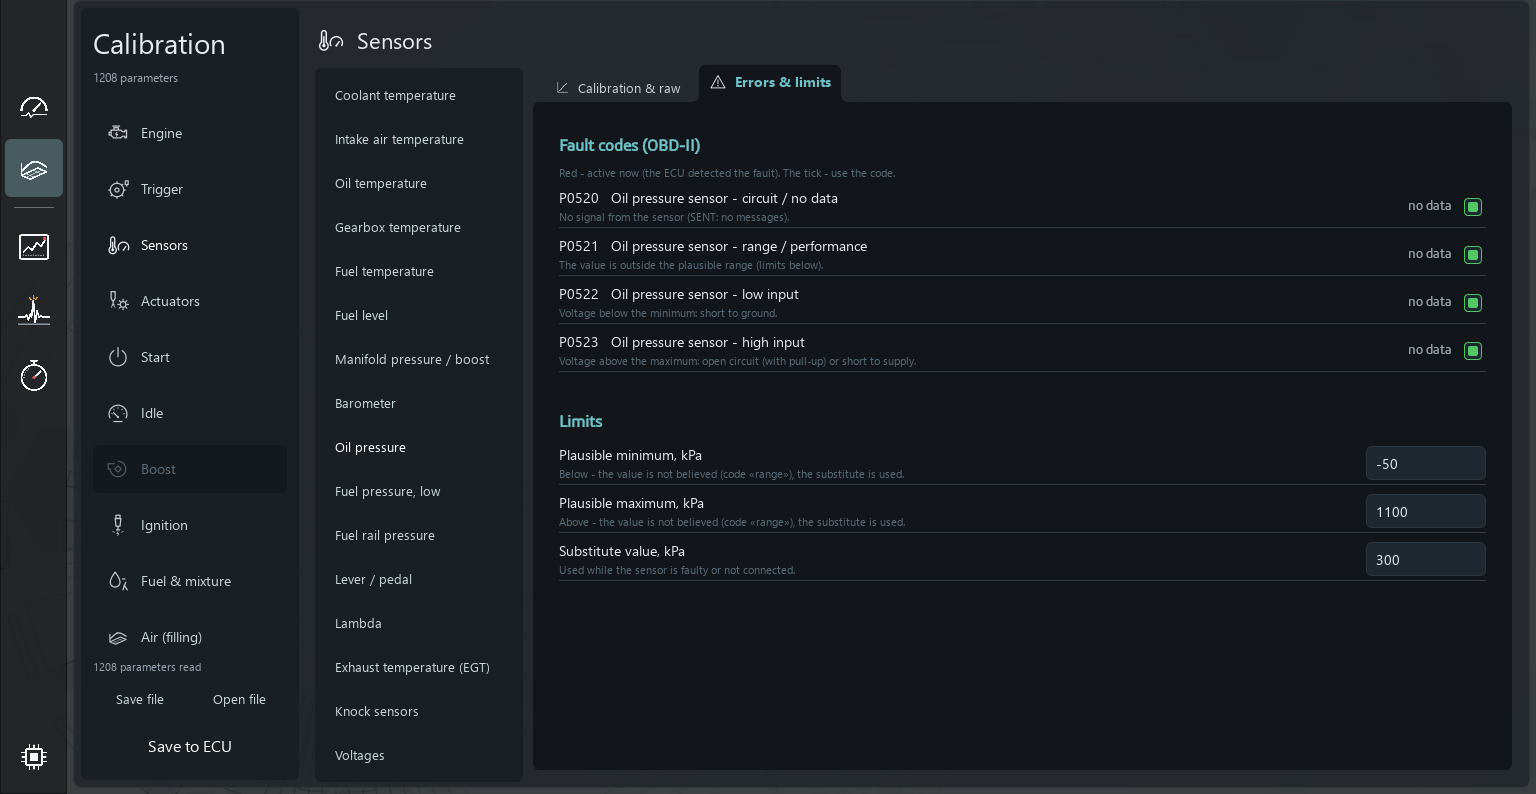 Calibration
1208 parameters
Engine
Trigger
Sensors
Actuators
Start
Idle
Boost
Ignition
Fuel & mixture
Air (filling)
1208 parameters read
Save file
Open file
Save to ECU
Sensors
Coolant temperature
Intake air temperature
Oil temperature
Gearbox temperature
Fuel temperature
Fuel level
Manifold pressure / boost
Barometer
Oil pressure
Fuel pressure, low
Fuel rail pressure
Lever / pedal
Lambda
Exhaust temperature (EGT)
Knock sensors
Voltages
Calibration & raw
Errors & limits
Fault codes (OBD-II)
Red - active now (the ECU detected the fault). The tick - use the code.
P0520 Oil pressure sensor - circuit / no data
No signal from the sensor (SENT: no messages).
no data
P0521 Oil pressure sensor - range / performance
The value is outside the plausible range (limits below).
no data
P0522 Oil pressure sensor - low input
Voltage below the minimum: short to ground.
no data
P0523 Oil pressure sensor - high input
Voltage above the maximum: open circuit (with pull-up) or short to supply.
no data
Limits
Plausible minimum, kPa
Below - the value is not believed (code «range»), the substitute is used.
-50
Plausible maximum, kPa
Above - the value is not believed (code «range»), the substitute is used.
1100
Substitute value, kPa
Used while the sensor is faulty or not connected.
300